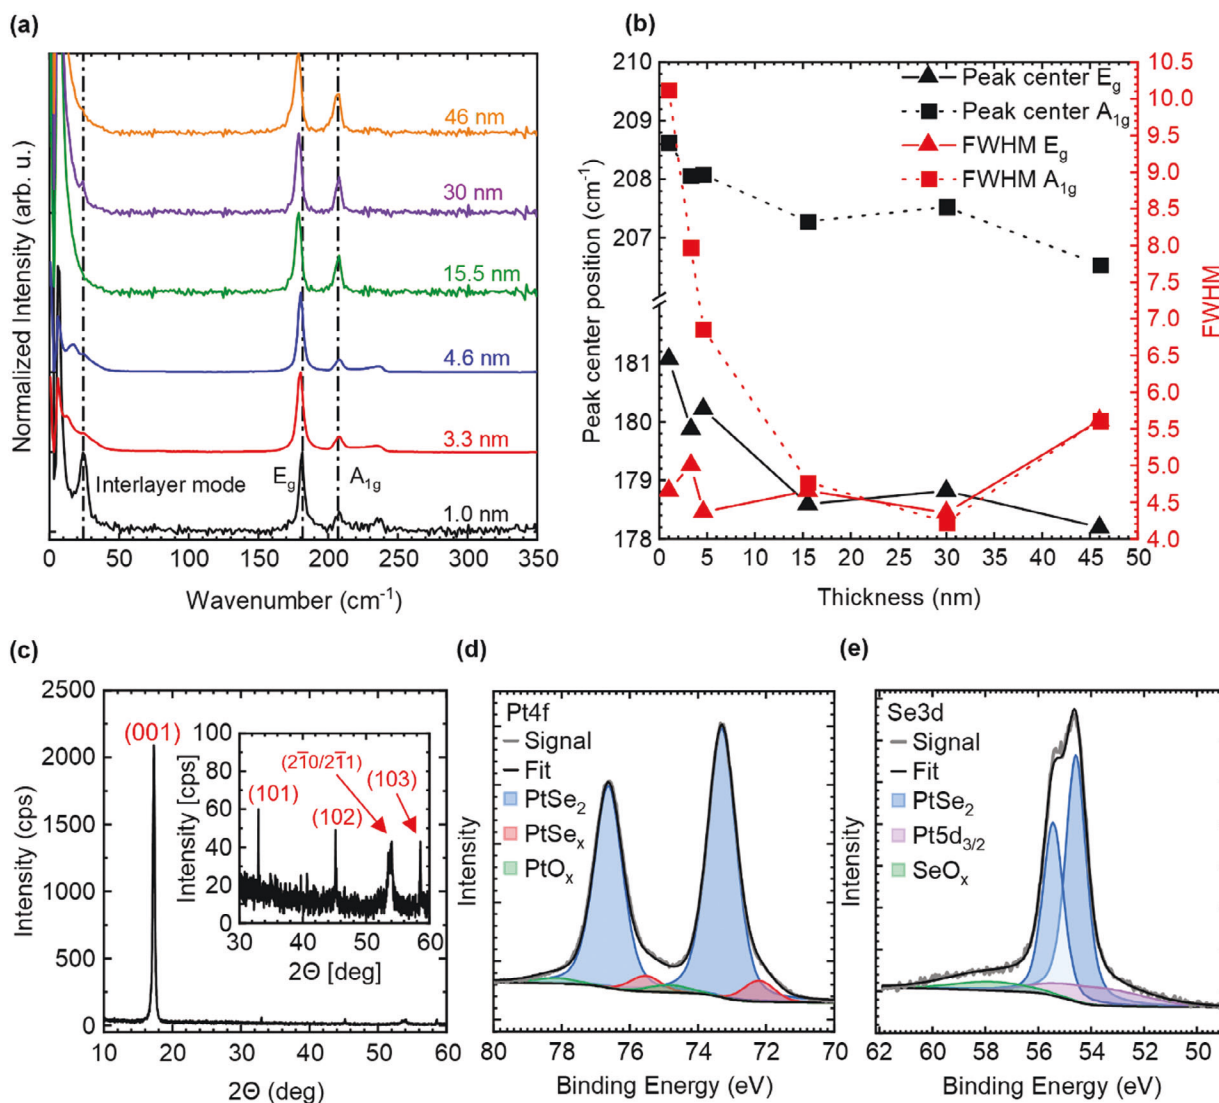 (a)
Normalized Intensity (arb. u.)
46 nm
30 nm
15.5 nm
4.6 nm
3.3 nm
1.0 nm
Interlayer mode
Eg
A1g
0 50 100 150 200 250 300 350
Wavenumber (cm-1)
(b)
Peak center position (cm-1)
210
209
208
207
181
180
179
178
Peak center Eg
Peak center A1g
FWHM Eg
FWHM A1g
10.5
10.0
9.5
9.0
8.5
8.0
7.5
7.0
6.5
6.0
5.5
5.0
4.5
4.0
FWHM
0 5 10 15 20 25 30 35 40 45 50
Thickness (nm)
(c)
Intensity (cps)
2500
2000
1500
1000
500
0
(001)
Intensity [cps]
100
80
60
40
20
0
(101)
(102)
(21̄0/21̄1)
(103)
30 40 50 60
2Θ [deg]
10 20 30 40 50 60
2Θ (deg)
(d)
Intensity
Pt4f
Signal
Fit
PtSe2
PtSex
PtOx
80 78 76 74 72 70
Binding Energy (eV)
(e)
Intensity
Se3d
Signal
Fit
PtSe2
Pt5d3/2
SeOx
62 60 58 56 54 52 50
Binding Energy (eV)